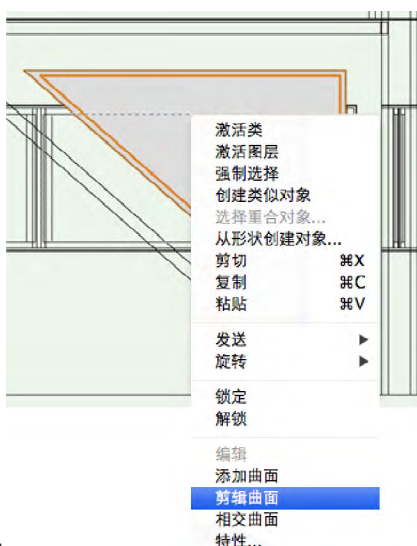 激活类
激活图层
强制选择
创建类似对象
选择重合对象...
从形状创建对象...
剪切 ⌘X
复制 ⌘C
粘贴 ⌘V
发送 ▶
旋转 ▶
锁定
解锁
编辑
添加曲面
剪辑曲面
相交曲面
特性...